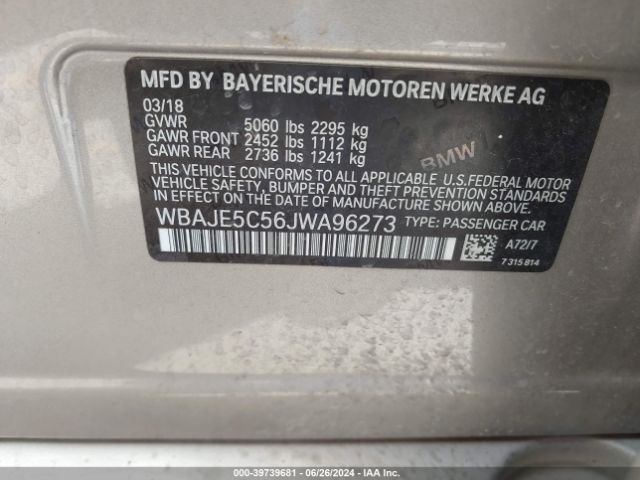 MFD BY BAYERISCHE MOTOREN WERKE AG
03/18
GVWR 5060 lbs 2295 kg
GAWR FRONT 2452 lbs 1112 kg
GAWR REAR 2736 lbs 1241 kg
BMW
THIS VEHICLE CONFORMS TO ALL APPLICABLE U.S.FEDERAL MOTOR
VEHICLE SAFETY, BUMPER AND THEFT PREVENTION STANDARDS
IN EFFECT ON THE DATE OF MANUFACTURE SHOWN ABOVE.
WBAJE5C56JWA96273 TYPE: PASSENGER CAR
A72/7
7 315 814
000-39739681 - 06/26/2024 - IAA Inc.